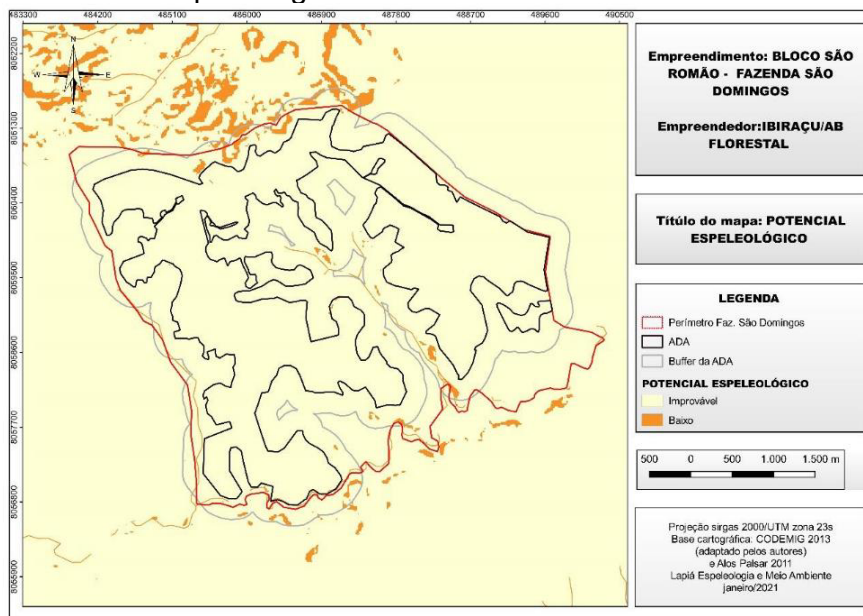 483300 484200 485100 486000 486900 487800 488700 489600 490500
8062200
8061300
8060400
8059500
8058600
8057700
8056800
N
W E
S
Empreendimento: BLOCO SÃO
ROMÃO - FAZENDA SÃO
DOMINGOS
Empreendedor:IBIRAÇU/AB
FLORESTAL
Títúlo do mapa: POTENCIAL
ESPELEOLÓGICO
LEGENDA
Perímetro Faz. São Domingos
ADA
Buffer da ADA
POTENCIAL ESPELEOLÓGICO
Improvável
Baixo
500 0 500 1.000 1.500 m
Projeção sirgas 2000/UTM zona 23s
Base cartográfica: CODEMIG 2013
(adaptado pelos autores)
e Alos Palsar 2011
Lapiá Espeleologia e Meio Ambiente
janeiro/2021